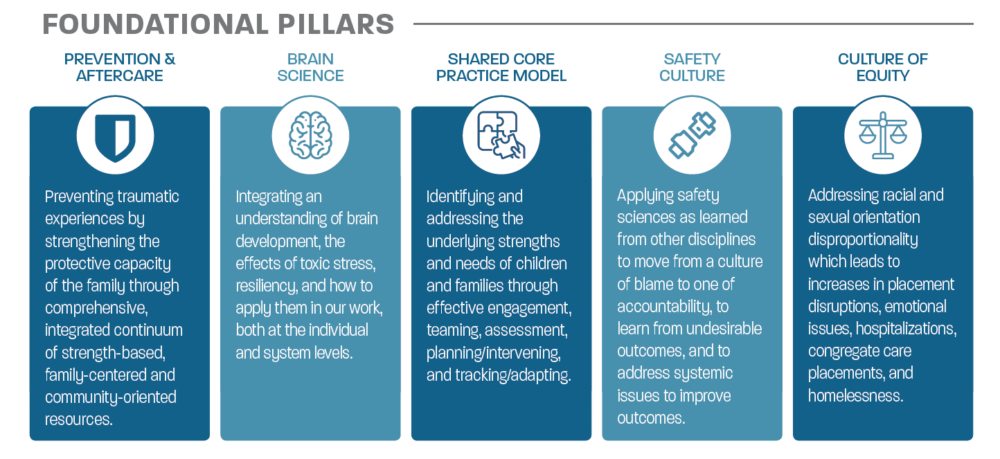 FOUNDATIONAL PILLARS
PREVENTION &
AFTERCARE
Preventing traumatic
experiences by
strengthening the
protective capacity
of the family through
comprehensive,
integrated continuum
of strength-based,
family-centered and
community-oriented
resources.
BRAIN
SCIENCE
Integrating an
understanding of brain
development, the
effects of toxic stress,
resiliency, and how to
apply them in our work,
both at the individual
and system levels.
SHARED CORE
PRACTICE MODEL
Identifying and
addressing the
underlying strengths
and needs of children
and families through
effective engagement,
teaming, assessment,
planning/intervening,
and tracking/adapting.
SAFETY
CULTURE
Applying safety
sciences as learned
from other disciplines
to move from a culture
of blame to one of
accountability, to
learn from undesirable
outcomes, and to
address systemic
issues to improve
outcomes.
CULTURE OF
EQUITY
Addressing racial and
sexual orientation
disproportionality
which leads to
increases in placement
disruptions, emotional
issues, hospitalizations,
congregate care
placements, and
homelessness.